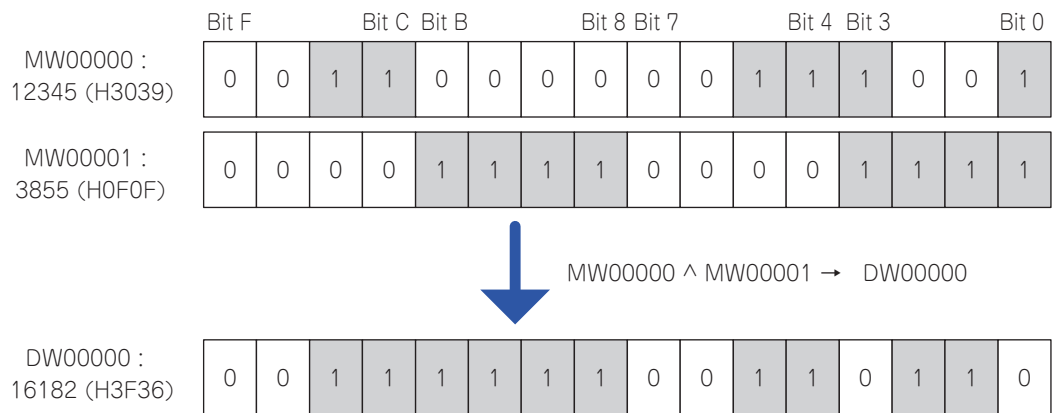 Bit F Bit C Bit B Bit 8 Bit 7 Bit 4 Bit 3 Bit 0
MW00000 :
12345 (H3039)
0 0 1 1 0 0 0 0 0 0 1 1 1 0 0 1
MW00001 :
3855 (H0F0F)
0 0 0 0 1 1 1 1 0 0 0 0 1 1 1 1
MW00000 ^ MW00001 → DW00000
DW00000 :
16182 (H3F36)
0 0 1 1 1 1 1 1 0 0 1 1 0 1 1 0